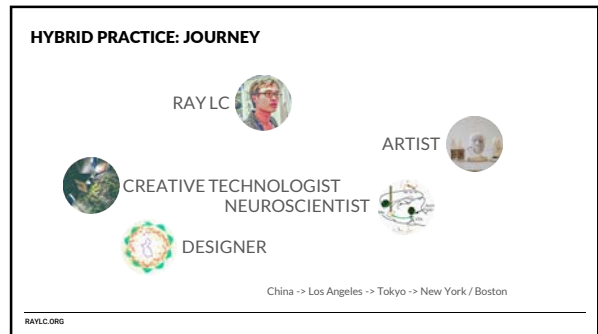 HYBRID PRACTICE: JOURNEY
RAY LC
ARTIST
CREATIVE TECHNOLOGIST
NEUROSCIENTIST
DESIGNER
China -> Los Angeles -> Tokyo -> New York / Boston
RAYLC.ORG